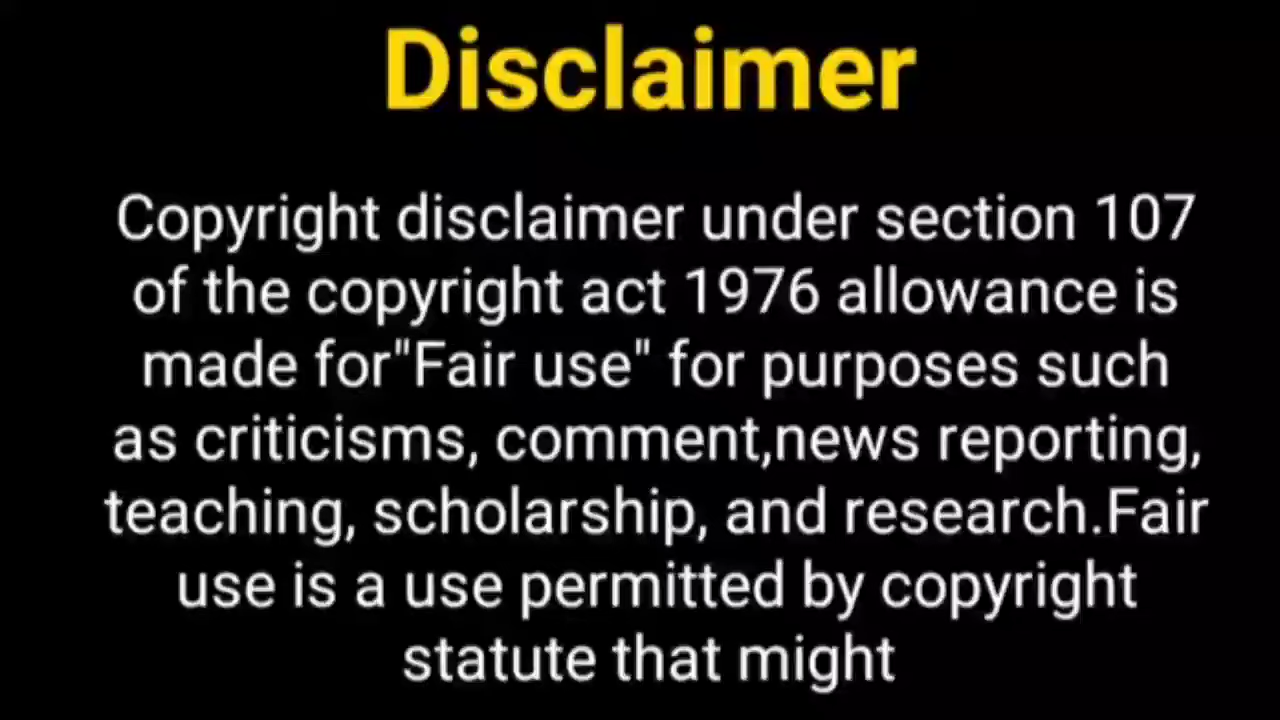 Disclaimer
Copyright disclaimer under section 107
of the copyright act 1976 allowance is
made for"Fair use" for purposes such
as criticisms, comment,news reporting,
teaching, scholarship, and research.Fair
use is a use permitted by copyright
statute that might